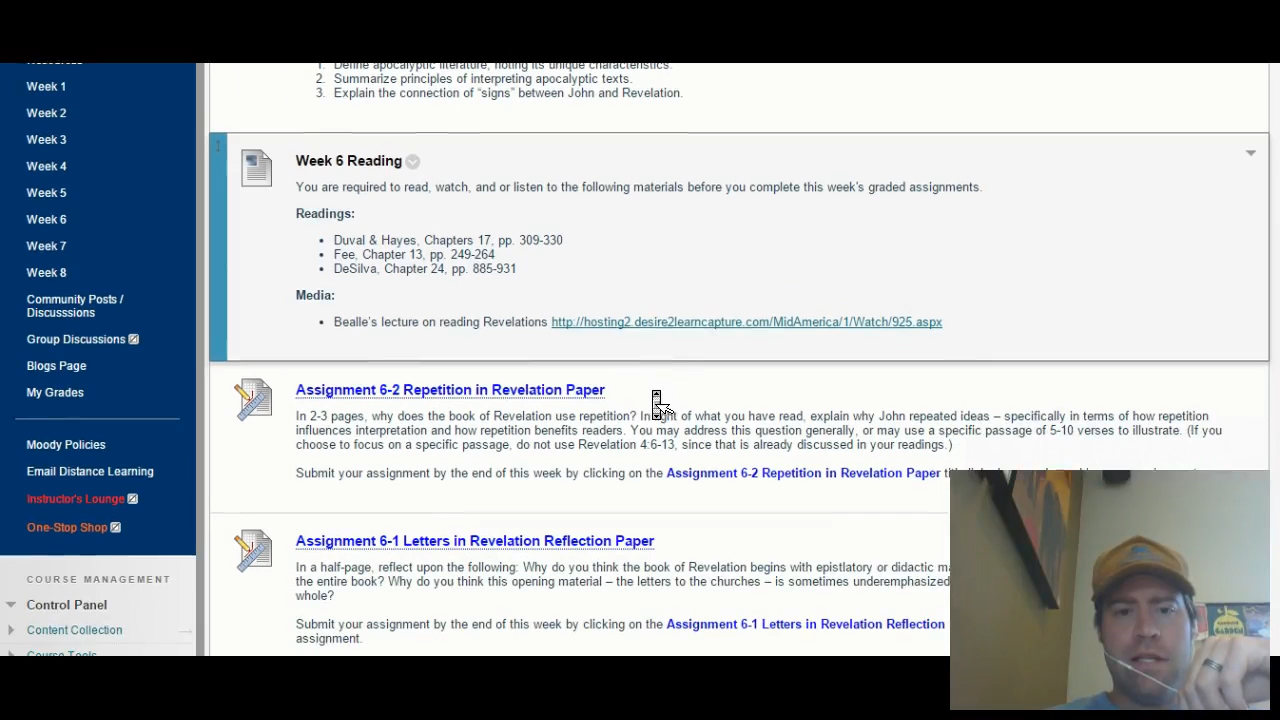 Week 1
Week 2
Week 3
Week 4
Week 5
Week 6
Week 7
Week 8
Community Posts /
Discusssions
Group Discussions
Blogs Page
My Grades
Moody Policies
Email Distance Learning
Instructor's Lounge
One-Stop Shop
COURSE MANAGEMENT
Control Panel
Content Collection
Course Tools
1. Define apocalyptic literature, noting its unique characteristics.
2. Summarize principles of interpreting apocalyptic texts.
3. Explain the connection of “signs” between John and Revelation.
Week 6 Reading
You are required to read, watch, and or listen to the following materials before you complete this week’s graded assignments.
Readings:
• Duval & Hayes, Chapters 17, pp. 309-330
• Fee, Chapter 13, pp. 249-264
• DeSilva, Chapter 24, pp. 885-931
Media:
• Bealle’s lecture on reading Revelations http://hosting2.desire2learncapture.com/MidAmerica/1/Watch/925.aspx
Assignment 6-2 Repetition in Revelation Paper
In 2-3 pages, why does the book of Revelation use repetition? In of what you have read, explain why John repeated ideas – specifically in terms of how repetition
influences interpretation and how repetition benefits readers. You may address this question generally, or may use a specific passage of 5-10 verses to illustrate. (If you
choose to focus on a specific passage, do not use Revelation 4:6-13, since that is already discussed in your readings.)
Submit your assignment by the end of this week by clicking on the Assignment 6-2 Repetition in Revelation Paper
Assignment 6-1 Letters in Revelation Reflection Paper
In a half-page, reflect upon the following: Why do you think the book of Revelation begins with epistlatory or didactic
the entire book? Why do you think this opening material – the letters to the churches – is sometimes underemphasized
whole?
Submit your assignment by the end of this week by clicking on the Assignment 6-1 Letters in Revelation Reflection
assignment.